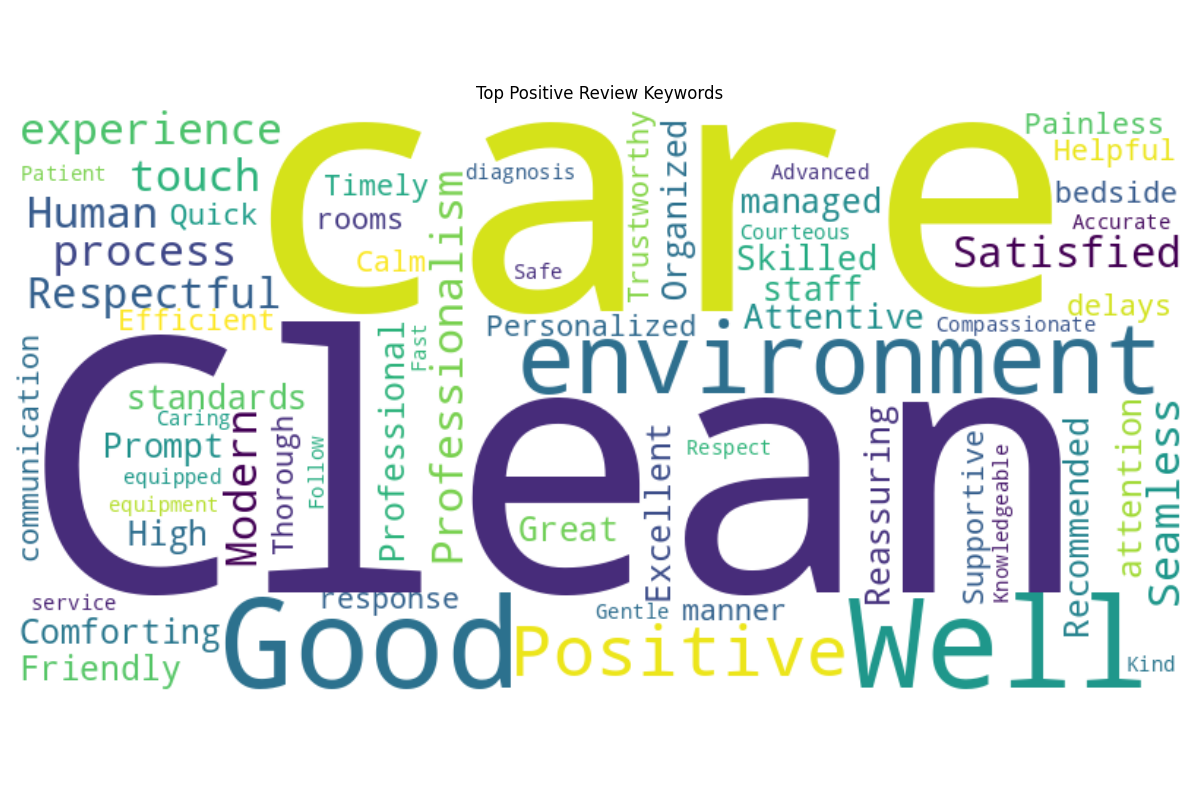 Top Positive Review Keywords
experience
care
Painless
Helpful
Patient
touch
Timely
diagnosis
Trustworthy
Organized
Advanced
managed
bedside
Human
Quick
rooms
Courteous
Accurate
process
Calm
Safe
Skilled
Satisfied
Respectful
staff
delays
Efficient
Professionalism
Personalized
Attentive
Compassionate
communication
Clean
Professional
Fast
environment
standards
Caring
Prompt
Modern
Thorough
Follow
equipped
equipment
High
Great
Excellent
Respect
Reassuring
Supportive
Knowledgeable
Recommended
attention
Seamless
service
response
Gentle
manner
Comforting
Good
Positive
Well
Friendly
Kind